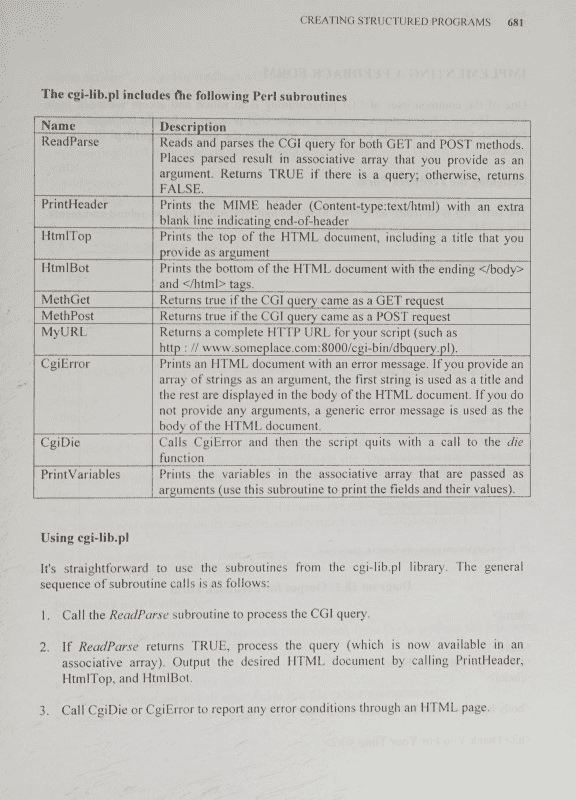 CREATING STRUCTURED PROGRAMS 681
The cgi-lib.pl includes the following Perl subroutines
Name Description
ReadParse Reads and parses the CGI query for both GET and POST methods.
Places parsed result in associative array that you provide as an
argument. Returns TRUE if there is a query; otherwise, returns
FALSE.
PrintHeader Prints the MIME header (Content-type:text/html) with an extra
blank line indicating end-of-header
HtmlTop Prints the top of the HTML document, including a title that you
provide as argument
HtmlBot Prints the bottom of the HTML document with the ending </body>
and </html> tags.
MethGet Returns true if the CGI query came as a GET request
MethPost Returns true if the CGI query came as a POST request
MyURL Returns a complete HTTP URL for your script (such as
http : // www.someplace.com:8000/cgi-bin/dbquery.pl).
CgiError Prints an HTML document with an error message. If you provide an
array of strings as an argument, the first string is used as a title and
the rest are displayed in the body of the HTML document. If you do
not provide any arguments, a generic error message is used as the
body of the HTML document.
CgiDie Calls CgiError and then the script quits with a call to the die
function
PrintVariables Prints the variables in the associative array that are passed as
arguments (use this subroutine to print the fields and their values).
Using cgi-lib.pl
It's straightforward to use the subroutines from the cgi-lib.pl library. The general
sequence of subroutine calls is as follows:
1. Call the ReadParse subroutine to process the CGI query.
2. If ReadParse returns TRUE, process the query (which is now available in an
associative array). Output the desired HTML document by calling PrintHeader,
HtmlTop, and HtmlBot.
3. Call CgiDie or CgiError to report any error conditions through an HTML page.